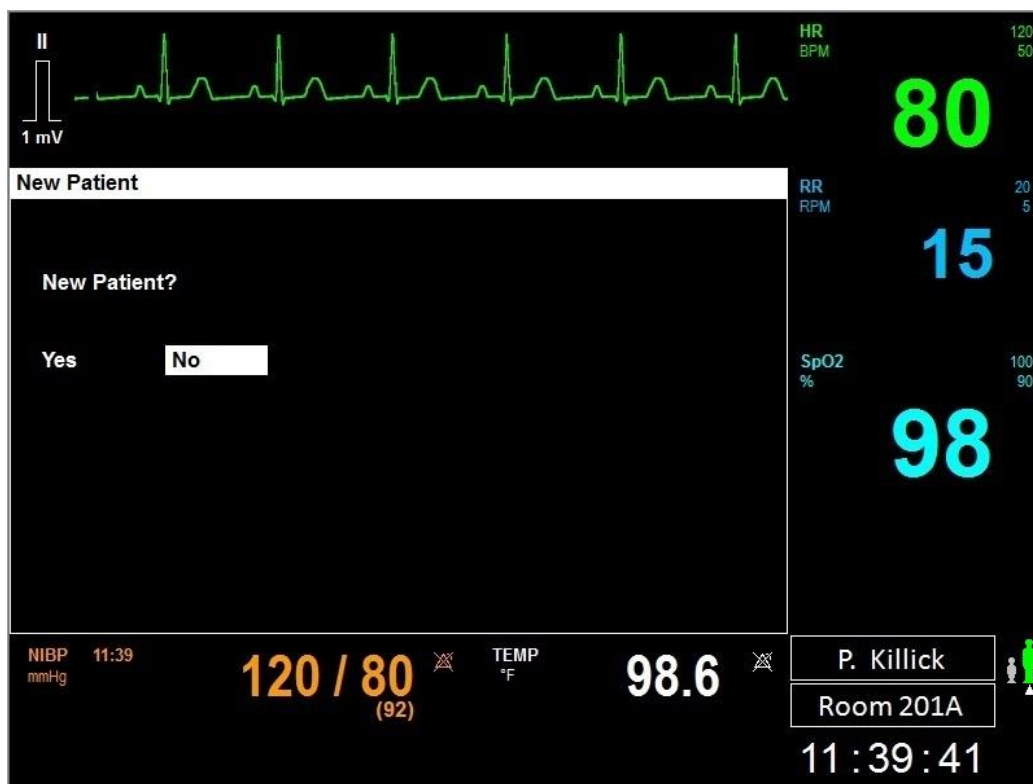 II
1 mV
HR 120
BPM 50
80
New Patient
New Patient?
Yes No
RR 20
RPM 5
15
SpO2 100
% 90
98
NIBP 11:39
mmHg
120 / 80
(92)
TEMP
°F
98.6
P. Killick
Room 201A
11 : 39 : 41